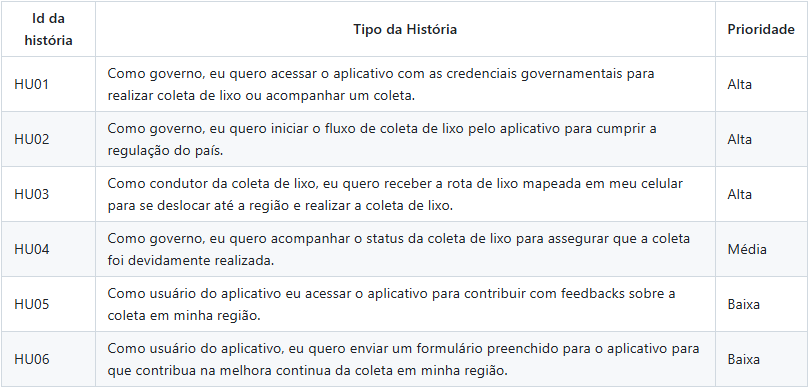 Id da
história
Tipo da História
Prioridade
HU01
Como governo, eu quero acessar o aplicativo com as credenciais governamentais para
realizar coleta de lixo ou acompanhar um coleta.
Alta
HU02
Como governo, eu quero iniciar o fluxo de coleta de lixo pelo aplicativo para cumprir a
regulação do país.
Alta
HU03
Como condutor da coleta de lixo, eu quero receber a rota de lixo mapeada em meu celular
para se deslocar até a região e realizar a coleta de lixo.
Alta
HU04
Como governo, eu quero acompanhar o status da coleta de lixo para assegurar que a coleta
foi devidamente realizada.
Média
HU05
Como usuário do aplicativo eu acessar o aplicativo para contribuir com feedbacks sobre a
coleta em minha região.
Baixa
HU06
Como usuário do aplicativo, eu quero enviar um formulário preenchido para o aplicativo para
que contribua na melhora continua da coleta em minha região.
Baixa